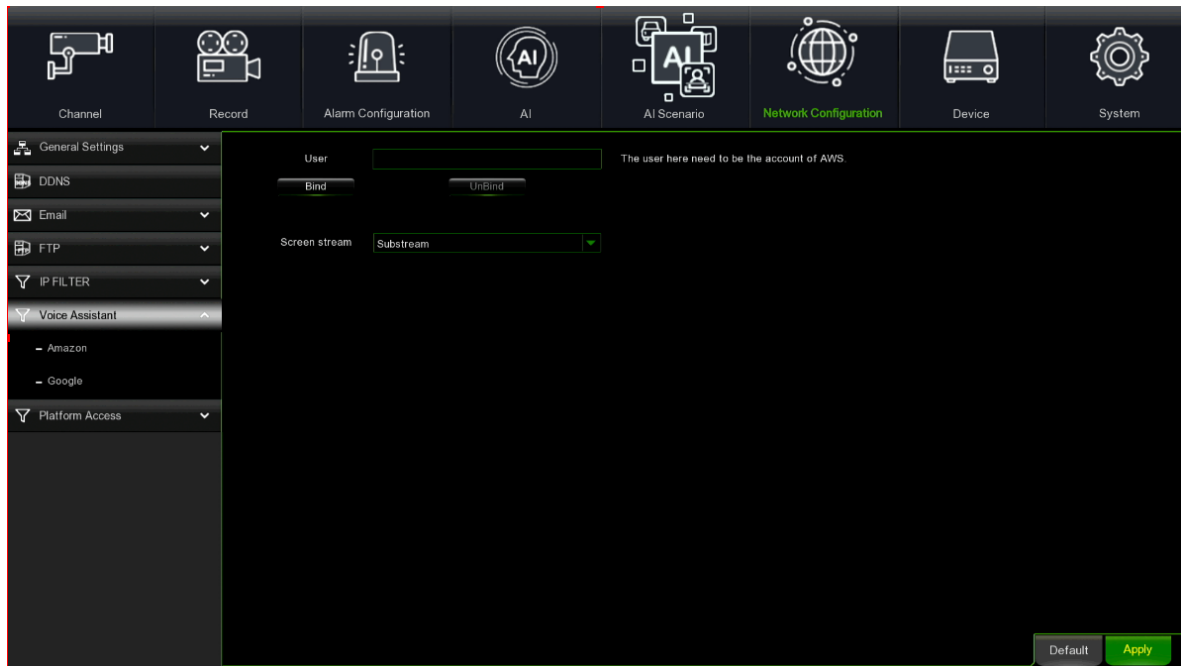 AI
AI
Channel
Record
Alarm Configuration
AI
AI Scenario
Network Configuration
Device
System
General Settings
DDNS
Email
FTP
IP FILTER
Voice Assistant
Amazon
Google
Platform Access
User
The user here need to be the account of AWS.
Bind
UnBind
Screen stream
Substream
Default
Apply